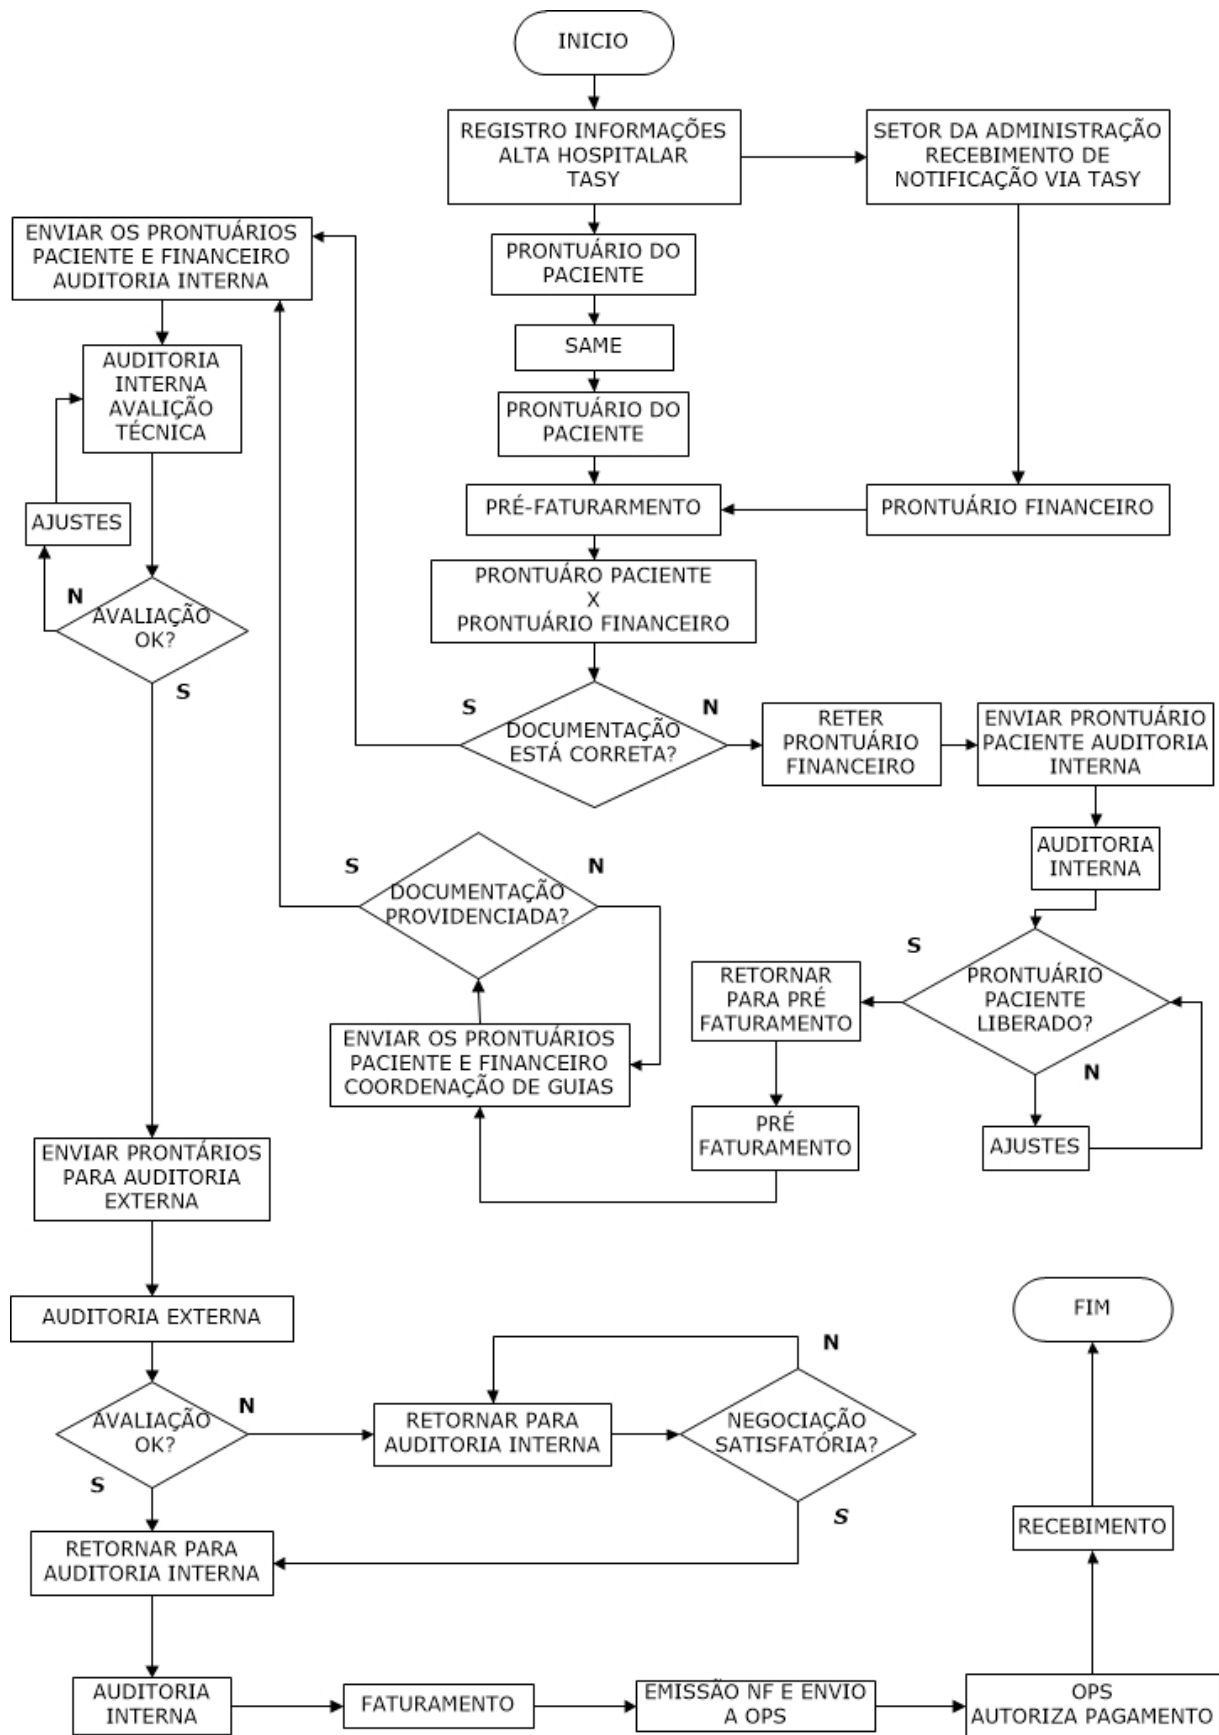 INICIO
REGISTRO INFORMAÇÕES
ALTA HOSPITALAR
TASY
SETOR DA ADMINISTRAÇÃO
RECEBIMENTO DE
NOTIFICAÇÃO VIA TASY
ENVIAR OS PRONTUÁRIOS
PACIENTE E FINANCEIRO
AUDITORIA INTERNA
PRONTUÁRIO DO
PACIENTE
SAME
AUDITORIA
INTERNA
AVALIÇÃO
TÉCNICA
PRONTUÁRIO DO
PACIENTE
AJUSTES
PRÉ-FATURARMENTO
PRONTUÁRIO FINANCEIRO
N
AVALIAÇÃO
OK?
S
PRONTUÁRO PACIENTE
X
PRONTUÁRIO FINANCEIRO
S
N
DOCUMENTAÇÃO
ESTÁ CORRETA?
RETER
PRONTUÁRIO
FINANCEIRO
ENVIAR PRONTUÁRIO
PACIENTE AUDITORIA
INTERNA
AUDITORIA
INTERNA
S
N
DOCUMENTAÇÃO
PROVIDENCIADA?
S
PRONTUÁRIO
PACIENTE
LIBERADO?
N
RETORNAR
PARA PRÉ
FATURAMENTO
ENVIAR OS PRONTUÁRIOS
PACIENTE E FINANCEIRO
COORDENAÇÃO DE GUIAS
PRÉ
FATURAMENTO
AJUSTES
ENVIAR PRONTÁRIOS
PARA AUDITORIA
EXTERNA
AUDITORIA EXTERNA
FIM
AVALIAÇÃO
OK?
N
S
RETORNAR PARA
AUDITORIA INTERNA
N
NEGOCIAÇÃO
SATISFATÓRIA?
S
RECEBIMENTO
RETORNAR PARA
AUDITORIA INTERNA
AUDITORIA
INTERNA
FATURAMENTO
EMISSÃO NF E ENVIO
A OPS
OPS
AUTORIZA PAGAMENTO